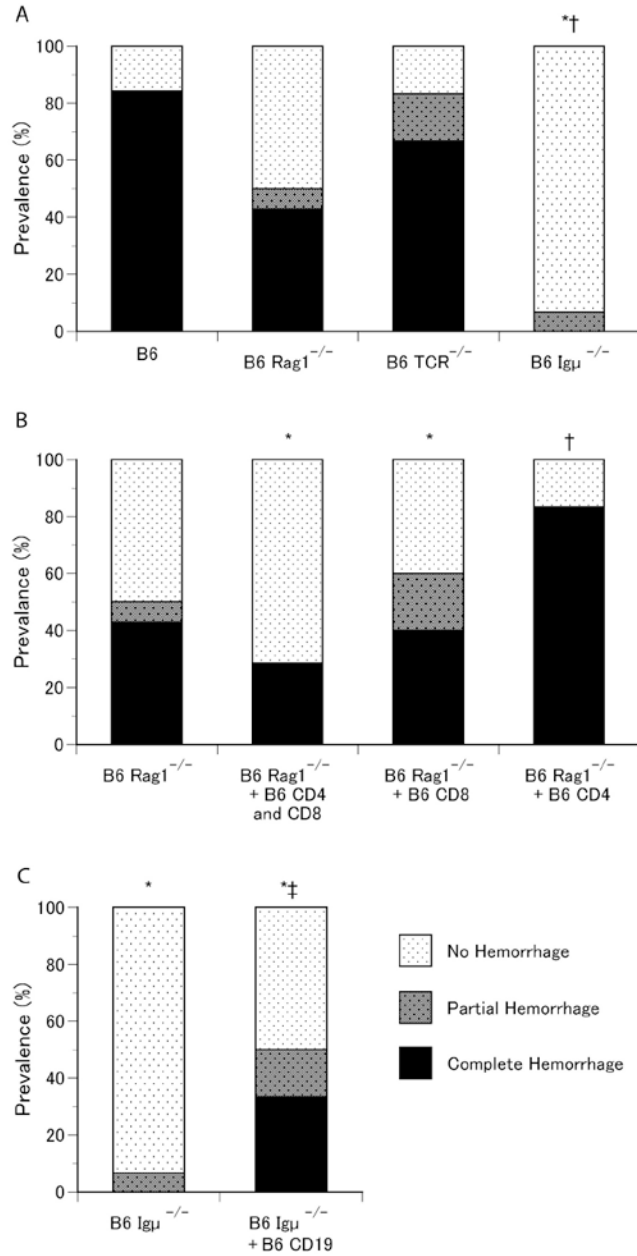 A
*†
100
80
60
40
20
0
Prevalence (%)
B6
B6 Rag1−/−
B6 TCR−/−
B6 Igμ −/−
B
*
*
†
100
80
60
40
20
0
Prevalance (%)
B6 Rag1−/−
B6 Rag1−/−
+ B6 CD4
and CD8
B6 Rag1−/−
+ B6 CD8
B6 Rag1−/−
+ B6 CD4
C
*
*‡
100
80
60
40
20
0
Prevalence (%)
B6 Igμ −/−
B6 Igμ −/−
+ B6 CD19
No Hemorrhage
Partial Hemorrhage
Complete Hemorrhage